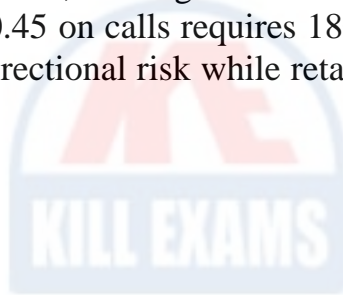 0.45 on calls requires 18
rectional risk while reta
KILL EXAMS